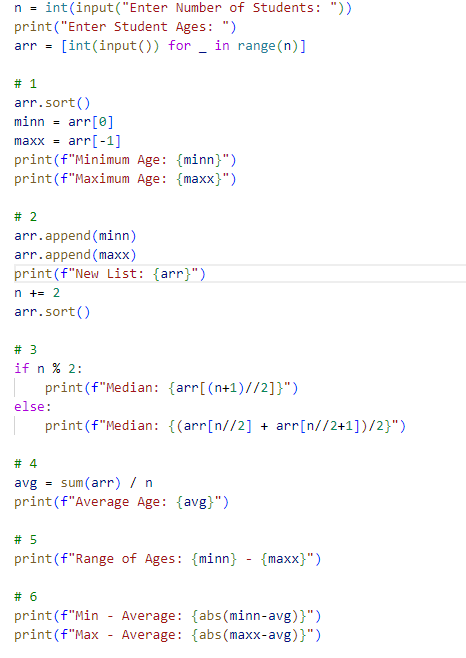 n = int(input("Enter Number of Students: "))
print("Enter Student Ages: ")
arr = [int(input()) for _ in range(n)]
# 1
arr.sort()
minn = arr[0]
maxx = arr[-1]
print(f"Minimum Age: {minn}")
print(f"Maximum Age: {maxx}")
# 2
arr.append(minn)
arr.append(maxx)
print(f"New List: {arr}")
n += 2
arr.sort()
# 3
if n % 2:
    print(f"Median: {arr[(n+1)//2]}")
else:
    print(f"Median: {(arr[n//2] + arr[n//2+1])/2}")
# 4
avg = sum(arr) / n
print(f"Average Age: {avg}")
# 5
print(f"Range of Ages: {minn} - {maxx}")
# 6
print(f"Min - Average: {abs(minn-avg)}")
print(f"Max - Average: {abs(maxx-avg)}")